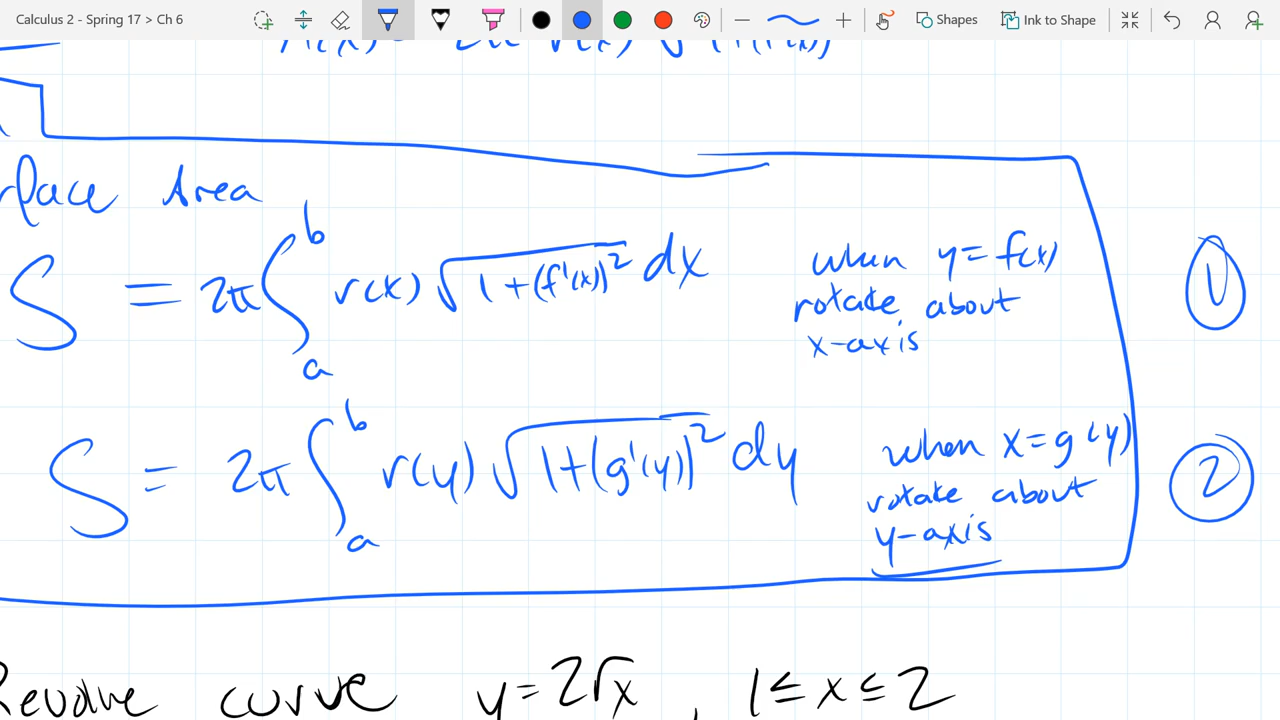 Calculus 2 - Spring 17 > Ch 6
Shapes
Ink to Shape
Area
S = 2π ∫_a^b r(x) √(1+(f'(x))²) dx
when y=f(x)
rotate about
x-axis
①
S = 2π ∫_a^b r(y) √(1+(g'(y))²) dy
when x=g(y)
rotate about
y-axis
②
Revolve curve y=2√x , 1≤x≤2